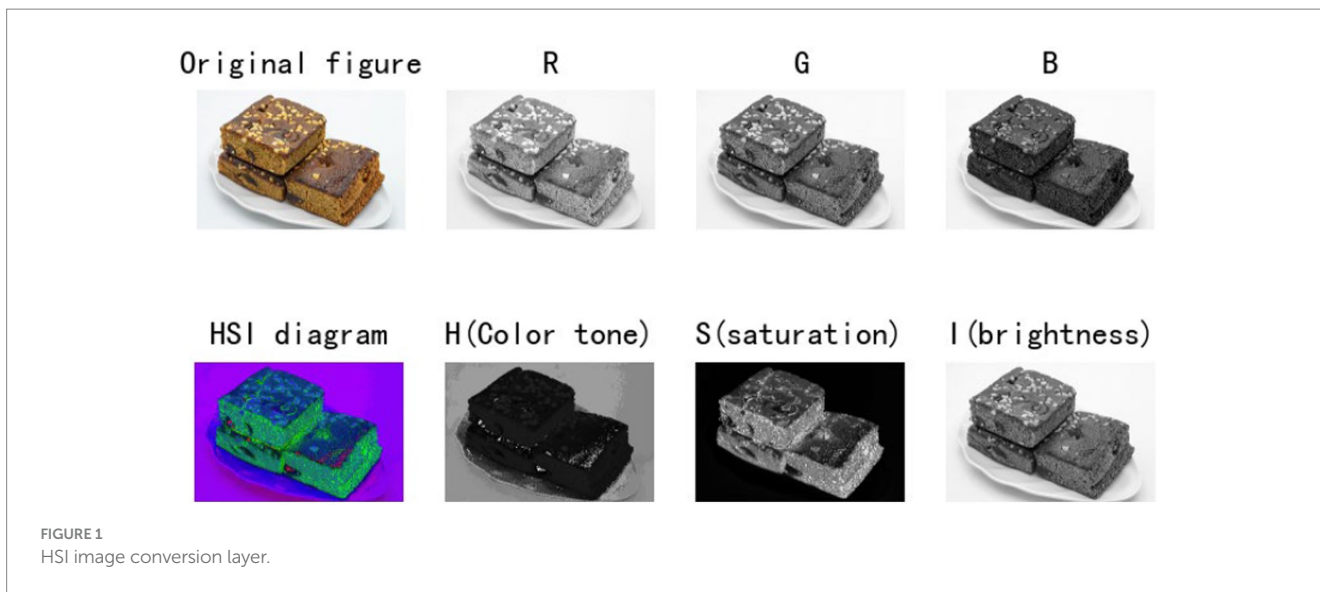 Original figure
R
G
B
HSI diagram
H(Color tone)
S(saturation)
I(brightness)
FIGURE 1
HSI image conversion layer.